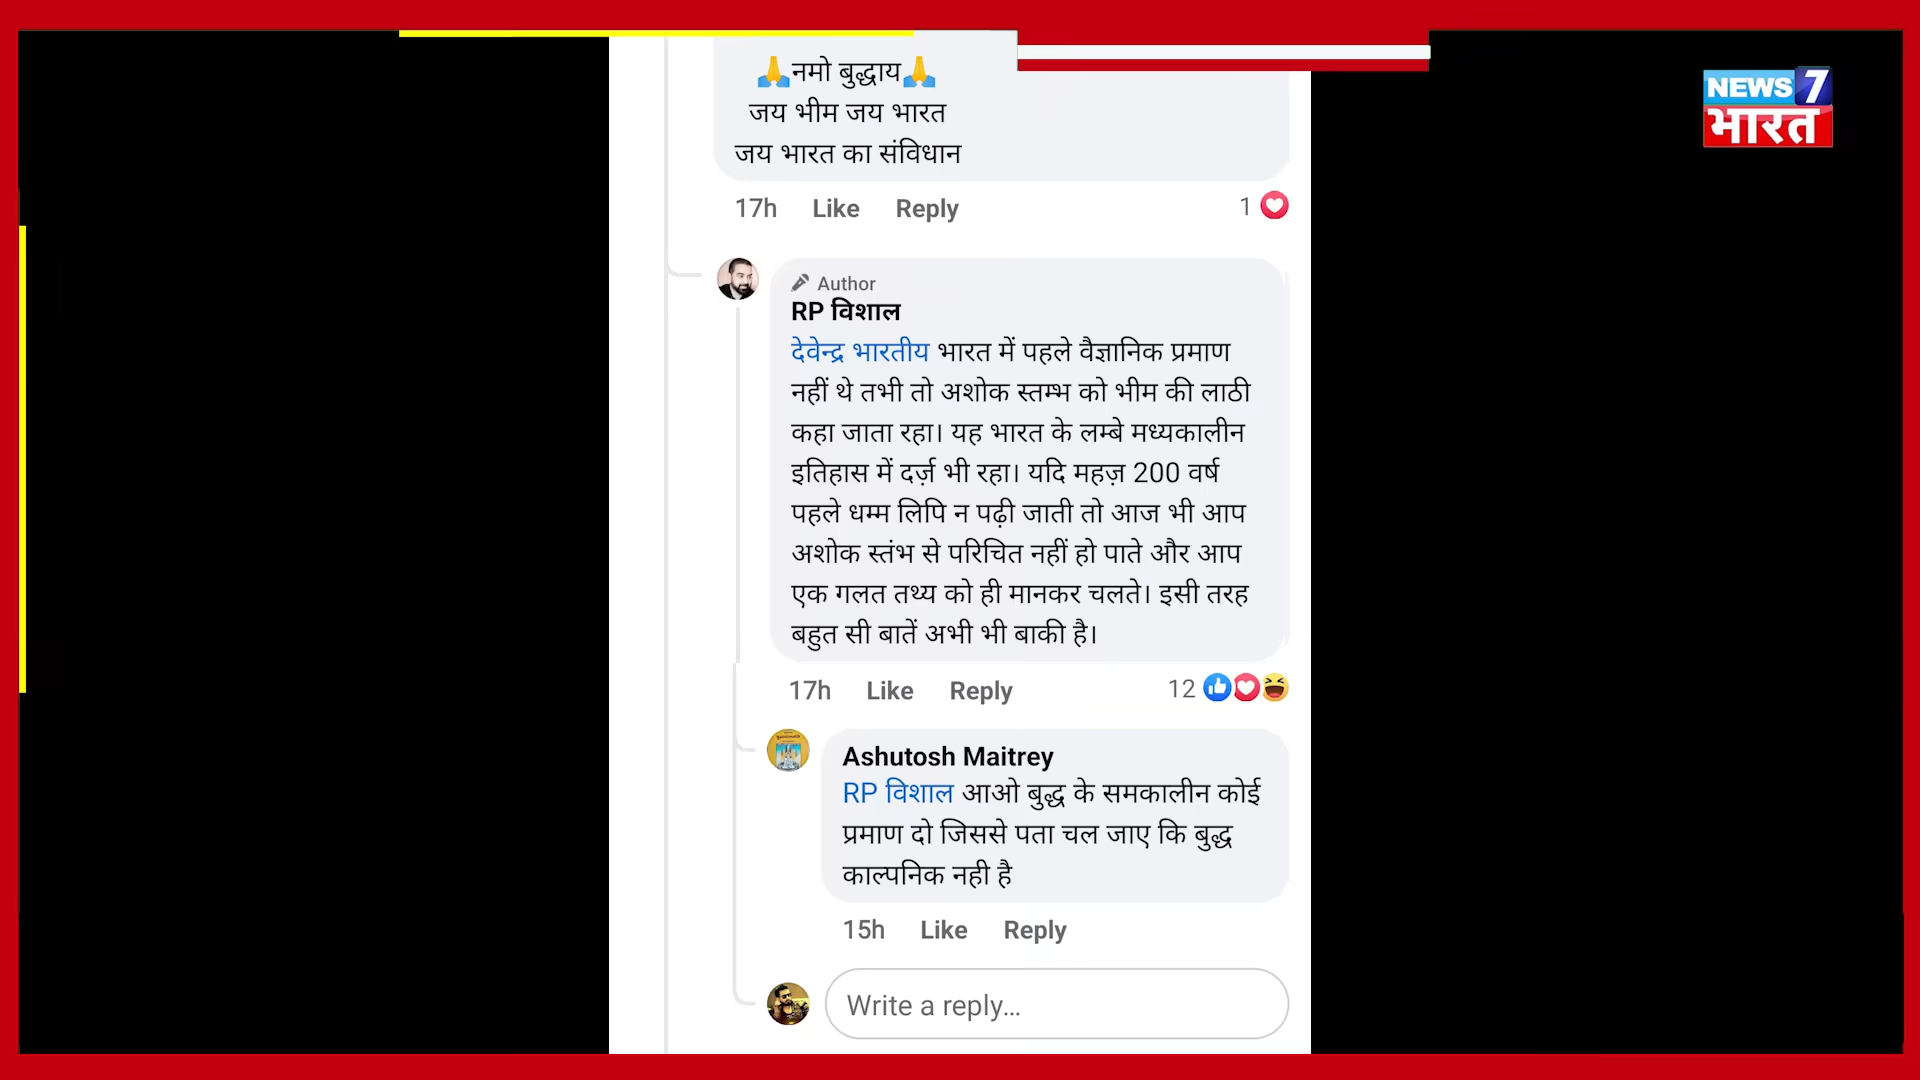 NEWS 7
भारत
🙏नमो बुद्धाय🙏
जय भीम जय भारत
जय भारत का संविधान
17h Like Reply 1
Author
RP विशाल
देवेन्द्र भारतीय भारत में पहले वैज्ञानिक प्रमाण
नहीं थे तभी तो अशोक स्तम्भ को भीम की लाठी
कहा जाता रहा। यह भारत के लम्बे मध्यकालीन
इतिहास में दर्ज़ भी रहा। यदि महज़ 200 वर्ष
पहले धम्म लिपि न पढ़ी जाती तो आज भी आप
अशोक स्तंभ से परिचित नहीं हो पाते और आप
एक गलत तथ्य को ही मानकर चलते। इसी तरह
बहुत सी बातें अभी भी बाकी है।
17h Like Reply 12
Ashutosh Maitrey
RP विशाल आओ बुद्ध के समकालीन कोई
प्रमाण दो जिससे पता चल जाए कि बुद्ध
काल्पनिक नही है
15h Like Reply
Write a reply...